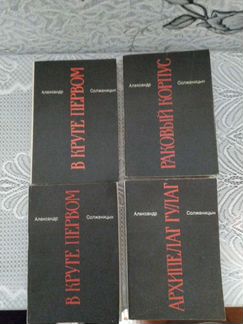 Александр Солженицын
В КРУГЕ ПЕРВОМ
Александр Солженицын
РАКОВЫЙ КОРПУС
Александр Солженицын
В КРУГЕ ПЕРВОМ
Александр Солженицын
АРХИПЕЛАГ ГУЛАГ